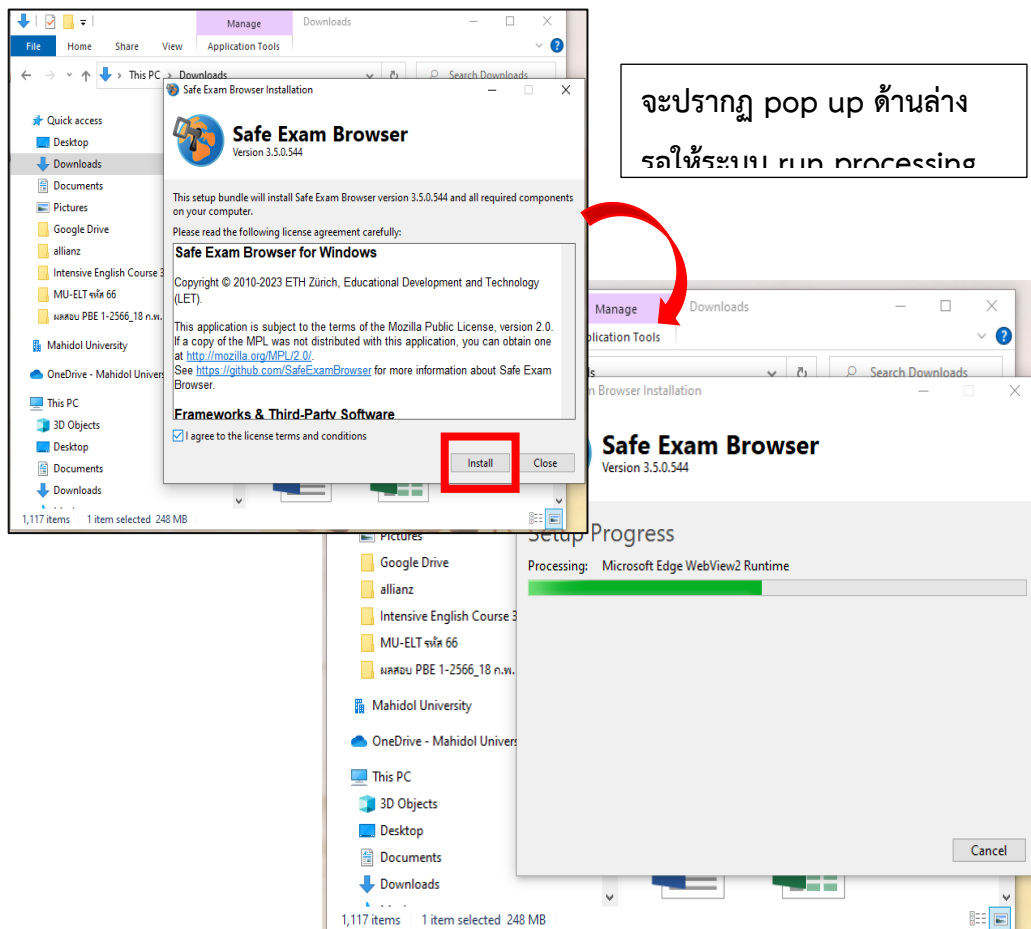 Manage
Downloads
File Home Share View Application Tools
This PC > Downloads
Search Downloads
Quick access
Desktop
Downloads
Documents
Pictures
Google Drive
allianz
Intensive English Course 3
MU-ELT รหัส 66
ผลสอบ PBE 1-2566_18 ก.พ.
Mahidol University
OneDrive - Mahidol Univers
This PC
3D Objects
Desktop
Documents
Downloads
1,117 items 1 item selected 248 MB
Safe Exam Browser Installation
Safe Exam Browser
Version 3.5.0.544
This setup bundle will install Safe Exam Browser version 3.5.0.544 and all required components
on your computer.
Please read the following license agreement carefully:
Safe Exam Browser for Windows
Copyright © 2010-2023 ETH Zürich, Educational Development and Technology
(LET).
This application is subject to the terms of the Mozilla Public License, version 2.0.
If a copy of the MPL was not distributed with this application, you can obtain one
at http://mozilla.org/MPL/2.0/.
See https://github.com/SafeExamBrowser for more information about Safe Exam
Browser.
Frameworks & Third-Party Software
I agree to the license terms and conditions
Install Close
จะปรากฏ pop up ด้านล่าง
รอให้ระบบ run processing
Manage
Downloads
plication Tools
ls
Search Downloads
n Browser Installation
Safe Exam Browser
Version 3.5.0.544
Setup Progress
Processing: Microsoft Edge WebView2 Runtime
Cancel
Pictures
Google Drive
allianz
Intensive English Course 3
MU-ELT รหัส 66
ผลสอบ PBE 1-2566_18 ก.พ.
Mahidol University
OneDrive - Mahidol Univers
This PC
3D Objects
Desktop
Documents
Downloads
1,117 items 1 item selected 248 MB